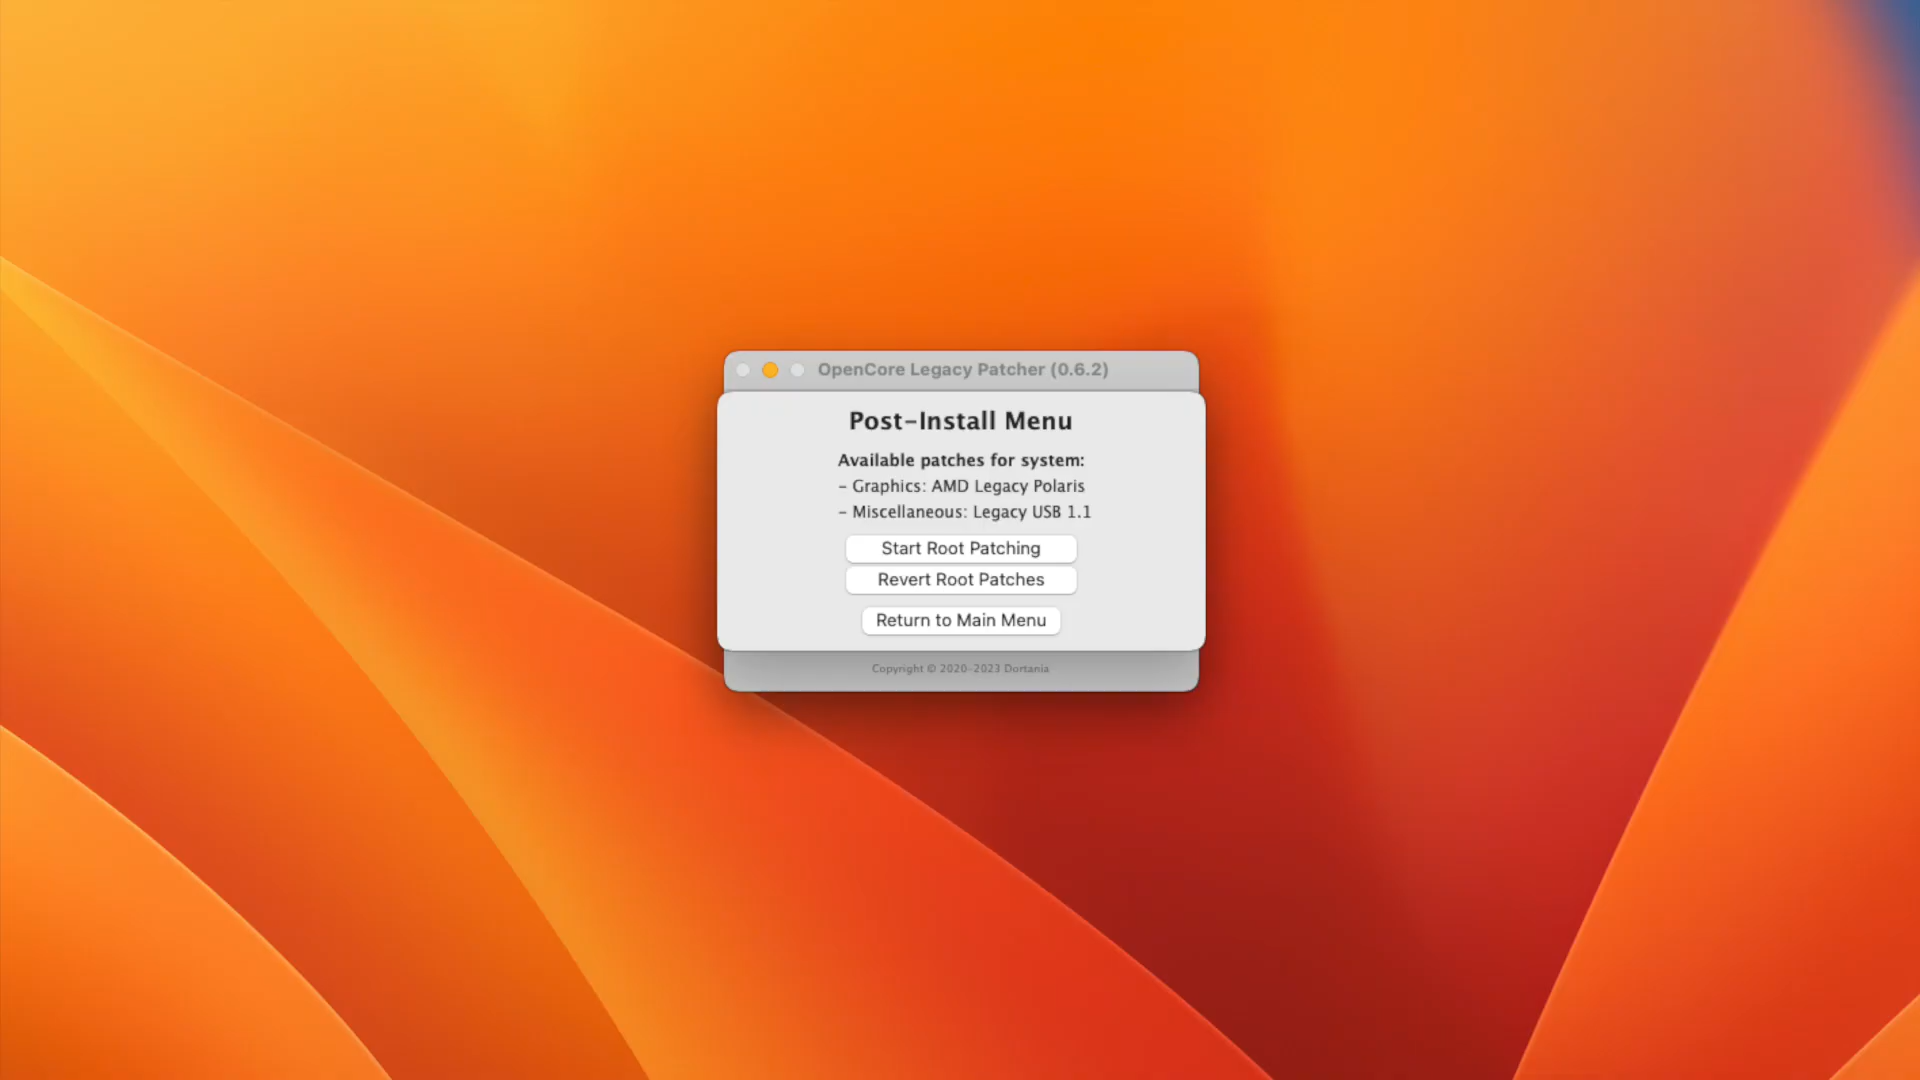 OpenCore Legacy Patcher (0.6.2)
Post-Install Menu
Available patches for system:
- Graphics: AMD Legacy Polaris
- Miscellaneous: Legacy USB 1.1
Start Root Patching
Revert Root Patches
Return to Main Menu
Copyright © 2020-2023 Dortania